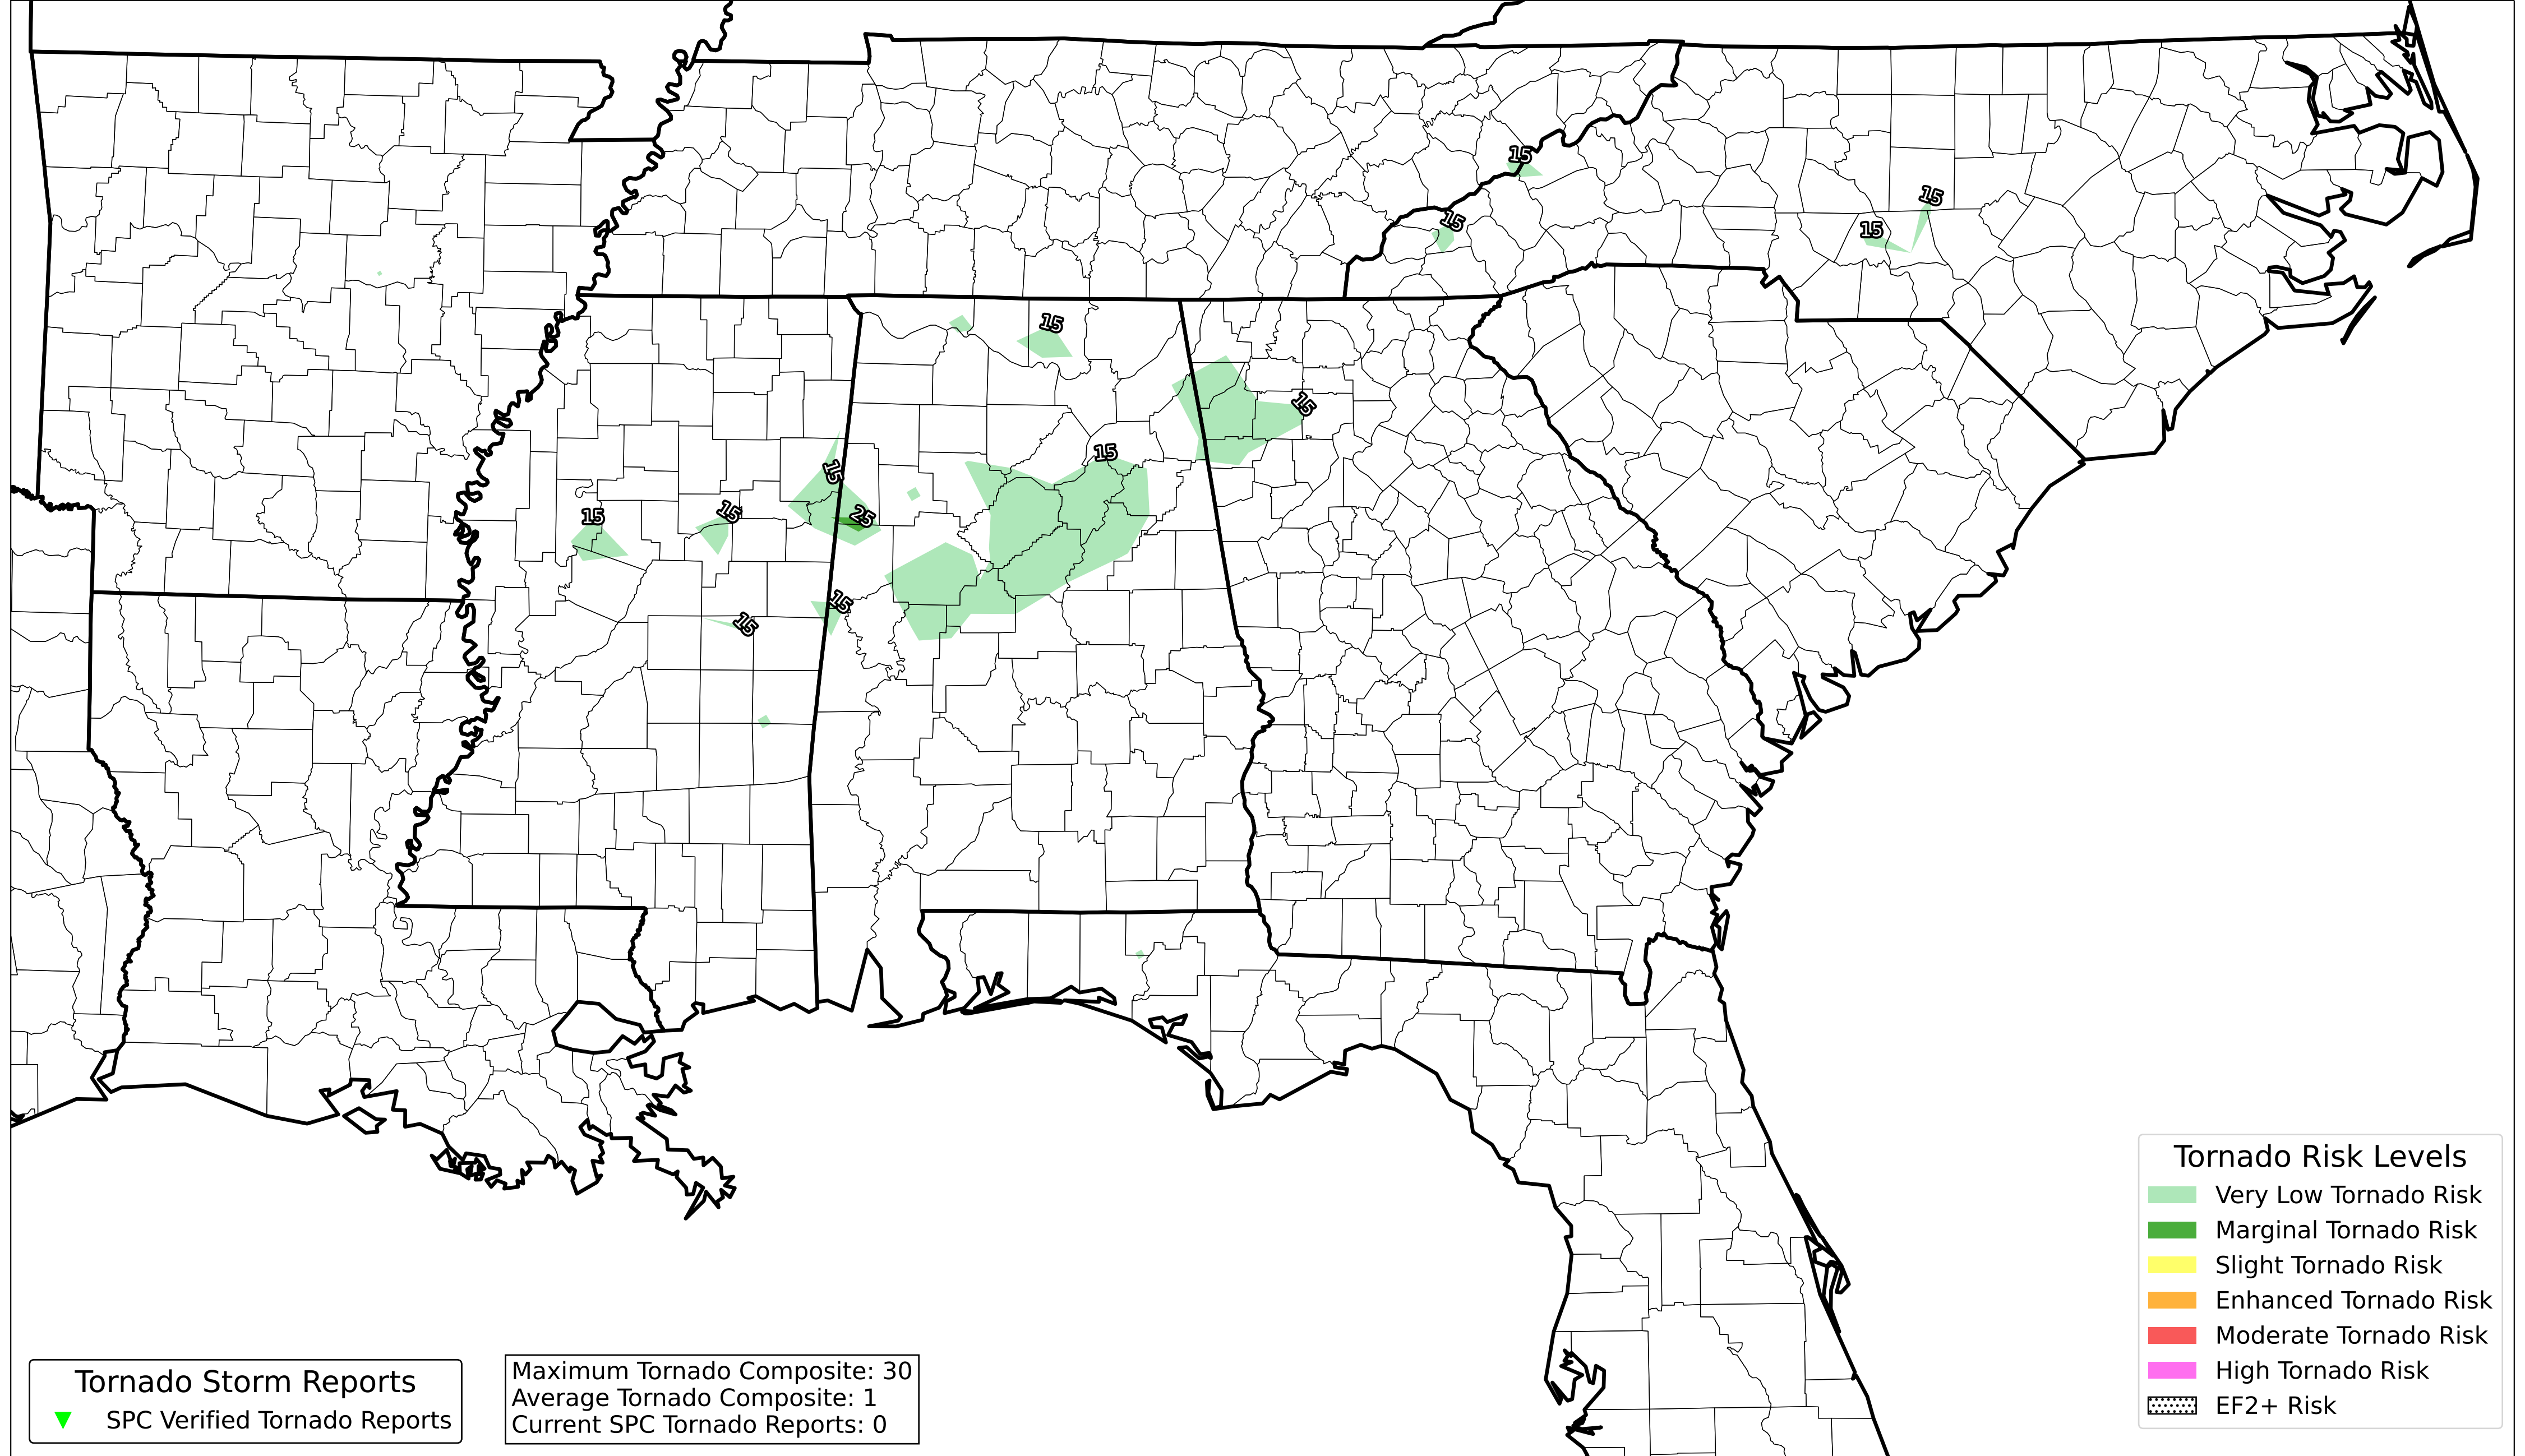 15
15
15
15
15
15
15
15
15
25
15
15
15
Tornado Risk Levels
Very Low Tornado Risk
Marginal Tornado Risk
Slight Tornado Risk
Enhanced Tornado Risk
Moderate Tornado Risk
High Tornado Risk
EF2+ Risk
Tornado Storm Reports
SPC Verified Tornado Reports
Maximum Tornado Composite: 30
Average Tornado Composite: 1
Current SPC Tornado Reports: 0